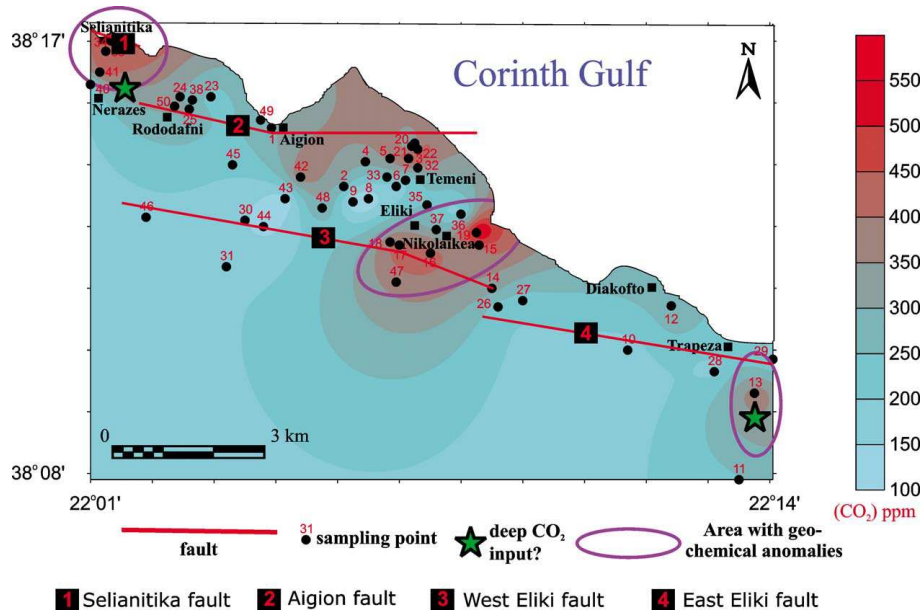 38°17'
Selianitika
1
41
40
Nerazes
50
24
38
23
25
Rododafni
2
49
1
Aigion
Corinth Gulf
N
45
42
43
4
5
21
20
22
32
33
6
7
Temeni
2
9
8
35
Eliki
37
36
46
30
44
3
18
Nikolaikea
19
15
17
16
47
31
14
26
27
Diakofto
12
4
10
Trapeza
29
28
13
11
0 3 km
38°08'
22°01'
22°14'
550
500
450
400
350
300
250
200
150
100
(CO₂) ppm
fault
31
sampling point
deep CO₂
input?
Area with geo-
chemical anomalies
1 Selianitika fault
2 Aigion fault
3 West Eliki fault
4 East Eliki fault